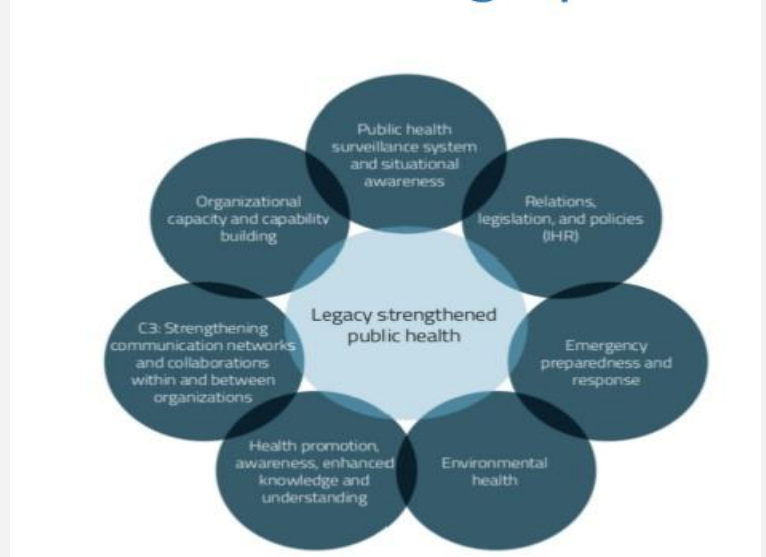 Public health
surveillance system
and situational
awareness
Organizational
capacity and capability
building
Relations,
legislation, and policies
(IHR)
Legacy strengthened
public health
C3: Strengthening
communication networks
and collaborations
within and between
organizations
Emergency
preparedness and
response
Health promotion,
awareness, enhanced
knowledge and
understanding
Environmental
health